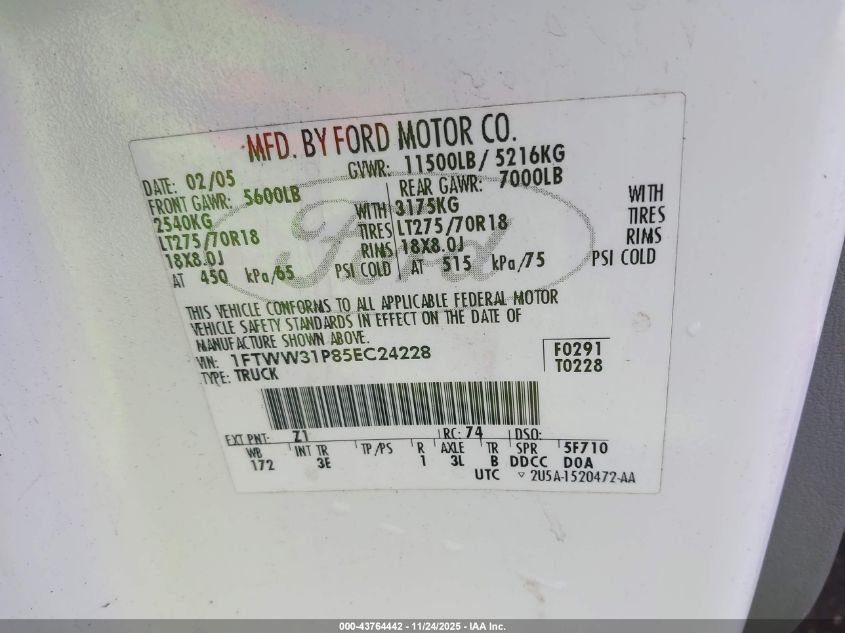 MFD. BY FORD MOTOR CO.
DATE: 02/05 GVWR: 11500LB/ 5216KG
FRONT GAWR: 5600LB REAR GAWR: 7000LB
2540KG WITH 3175KG WITH
LT275/70R18 TIRES LT275/70R18 TIRES
18X8.0J RIMS 18X8.0J RIMS
AT 450 kPa/65 PSI COLD AT 515 kPa/75 PSI COLD
Ford
THIS VEHICLE CONFORMS TO ALL APPLICABLE FEDERAL MOTOR
VEHICLE SAFETY STANDARDS IN EFFECT ON THE DATE OF
MANUFACTURE SHOWN ABOVE.
VIN: 1FTWW31P85EC24228 F0291
TYPE: TRUCK T0228
EXT PNT: Z1 RC: 74 DSO:
WB INT TR TP/PS R AXLE TR SPR 5F710
172 3E 1 3L B DDCC D0A
UTC ▽ 2U5A-1520472-AA
000-43764442 - 11/24/2025 - IAA Inc.